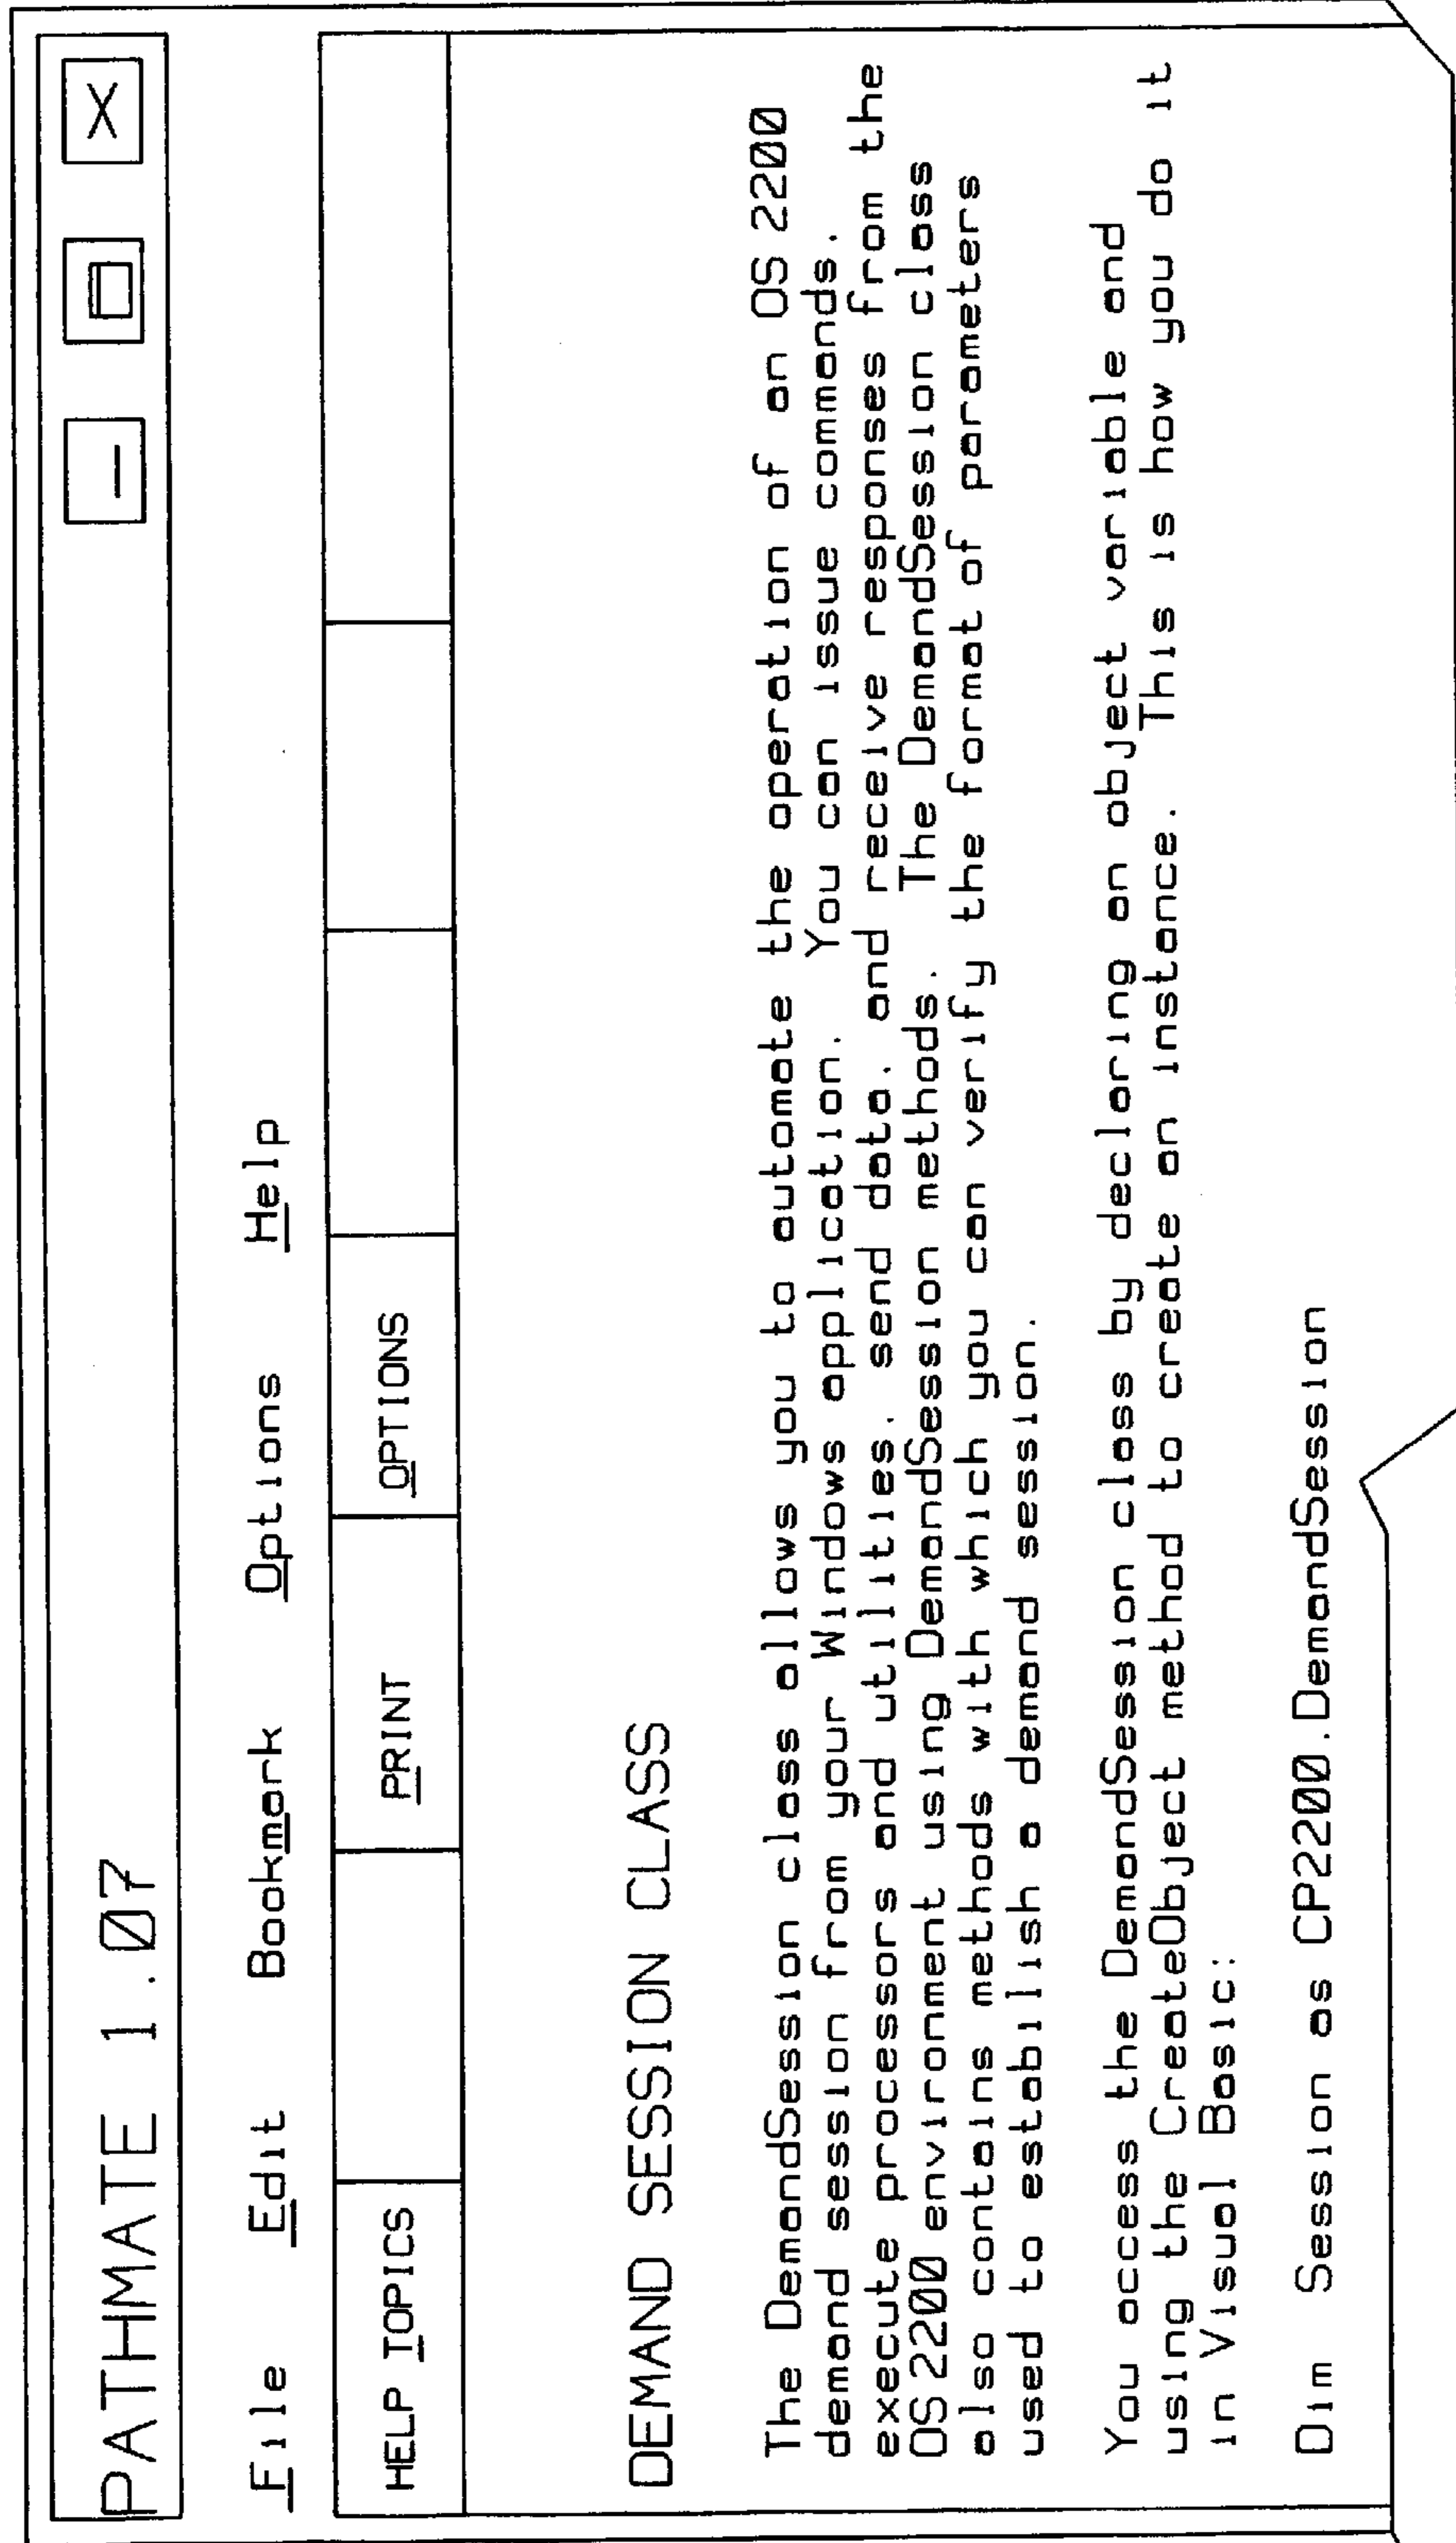 PATHMATE 1.07
File Edit Bookmark Options Help
HELP TOPICS PRINT OPTIONS
DEMAND SESSION CLASS
The DemandSession class allows you to automate the operation of an OS 2200
demand session from your Windows application. You can issue commands.
execute processors and utilities. send data. and receive responses from the
OS 2200 environment using DemandSession methods. The DemandSession class
also contains methods with which you can verify the format of parameters
used to establish a demand session.
You access the DemandSession class by declaring an object variable and
using the CreateObject method to create an instance. This is how you do it
in Visual Basic:
Dim Session as CP2200.DemandSession